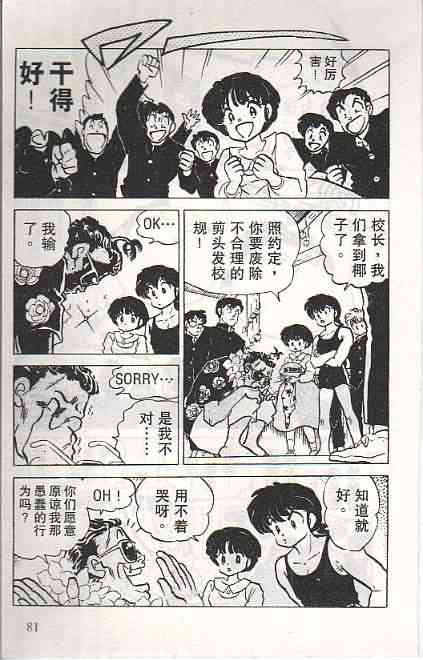 好厉
害！
干得
好！
校长，我
们拿到椰
子了。
照约定，
你要废除
不合理的
剪头发校
规！
OK…
我输
了。
SORRY…
是我不
对……
知道就
好。
用不着
哭呀。
OH！
你们愿意
原谅我那
愚蠢的行
为吗？
81